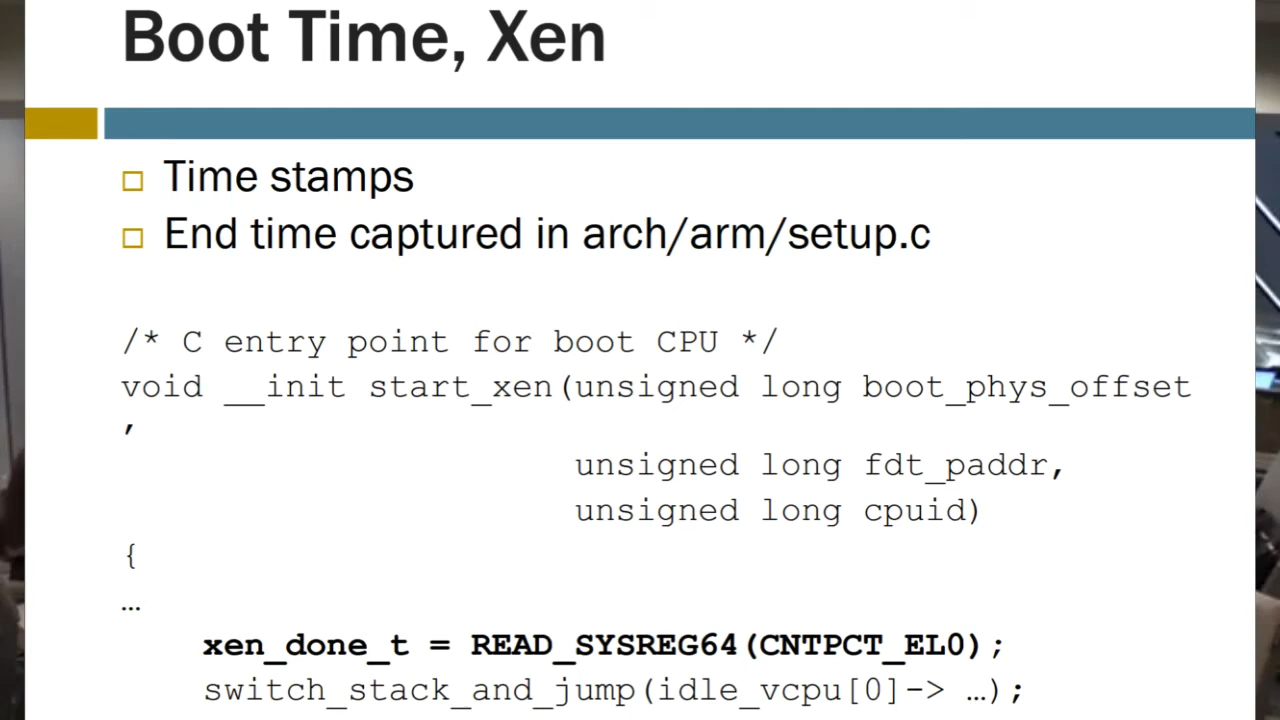 Boot Time, Xen
Time stamps
End time captured in arch/arm/setup.c
/* C entry point for boot CPU */
void __init start_xen(unsigned long boot_phys_offset
,
unsigned long fdt_paddr,
unsigned long cpuid)
{
…
xen_done_t = READ_SYSREG64(CNTPCT_EL0);
switch_stack_and_jump(idle_vcpu[0]-> …);